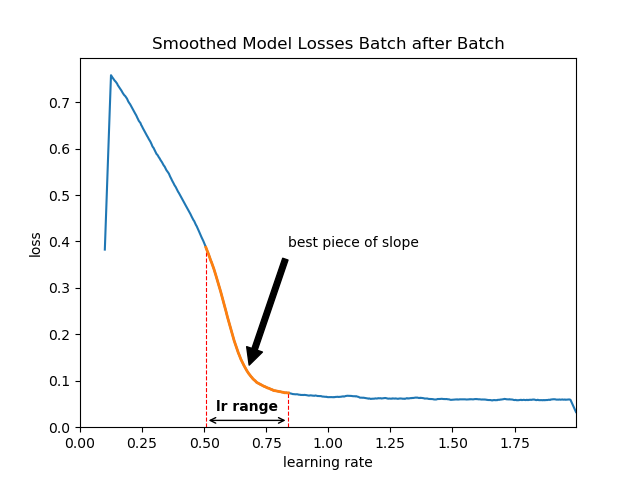 Smoothed Model Losses Batch after Batch
0.7
0.6
0.5
0.4
0.3
0.2
0.1
0.0
loss
best piece of slope
lr range
0.00 0.25 0.50 0.75 1.00 1.25 1.50 1.75
learning rate